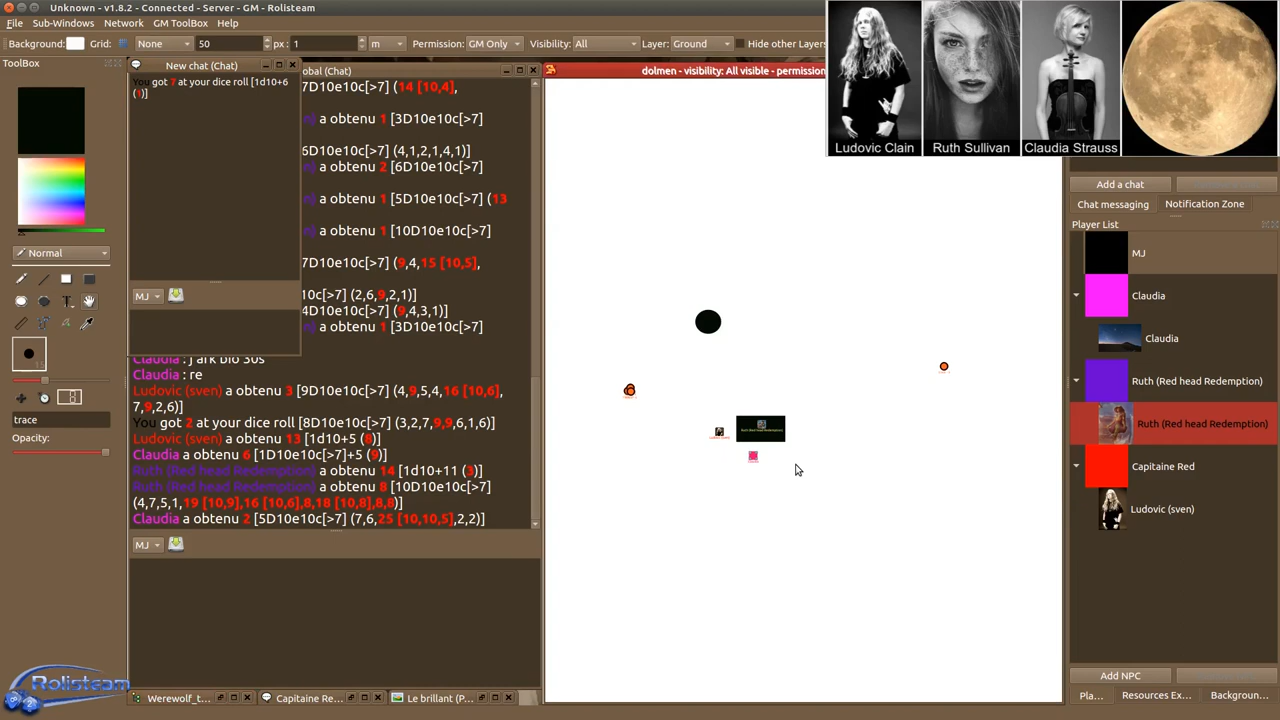 Unknown - v1.8.2 - Connected - Server - GM - Rolisteam
File Sub-Windows Network GM ToolBox Help
Background: Grid: None 50 px : 1 m Permission: GM Only Visibility: All Layer: Ground Hide other Layers
ToolBox
Normal
trace
Opacity:
Rolisteam
New chat (Chat)
You got 7 at your dice roll [1d10+6
(1)]
MJ
obal (Chat)
7D10e10c[>7] (14 [10,4],
a obtenu 1 [3D10e10c[>7]
6D10e10c[>7] (4,1,2,1,4,1)]
a obtenu 2 [6D10e10c[>7]
a obtenu 1 [5D10e10c[>7] (13
a obtenu 1 [10D10e10c[>7]
7D10e10c[>7] (9,4,15 [10,5],
10e10c[>7] (2,6,9,2,1)]
4D10e10c[>7] (9,4,3,1)]
a obtenu 1 [3D10e10c[>7]
Claudia : j'ark bio 30s
Claudia : re
Ludovic (sven) a obtenu 3 [9D10e10c[>7] (4,9,5,4,16 [10,6],
7,9,2,6)]
You got 2 at your dice roll [8D10e10c[>7] (3,2,7,9,9,6,1,6)]
Ludovic (sven) a obtenu 13 [1d10+5 (8)]
Claudia a obtenu 6 [1D10+5] (9)]
Ruth (Red head Redemption) a obtenu 14 [1d10+11 (3)]
Ruth (Red head Redemption) a obtenu 8 [10D10e10c[>7]
(4,7,5,1,19 [10,9],16 [10,6],8,18 [10,8],8,8)]
Claudia a obtenu 2 [5D10e10c[>7] (7,6,25 [10,10,5],2,2)]
MJ
Werewolf_t... Capitaine Re... Le brillant (P...
dolmen - visibility: All visible - permission
Ruth (Red head Redemption)
Ludovic Clain
Ruth Sullivan
Claudia Strauss
Add a chat
Chat messaging Notification Zone
Player List
MJ
Claudia
Claudia
Ruth (Red head Redemption)
Ruth (Red head Redemption)
Capitaine Red
Ludovic (sven)
Add NPC
Pla... Resources Ex... Backgroun...